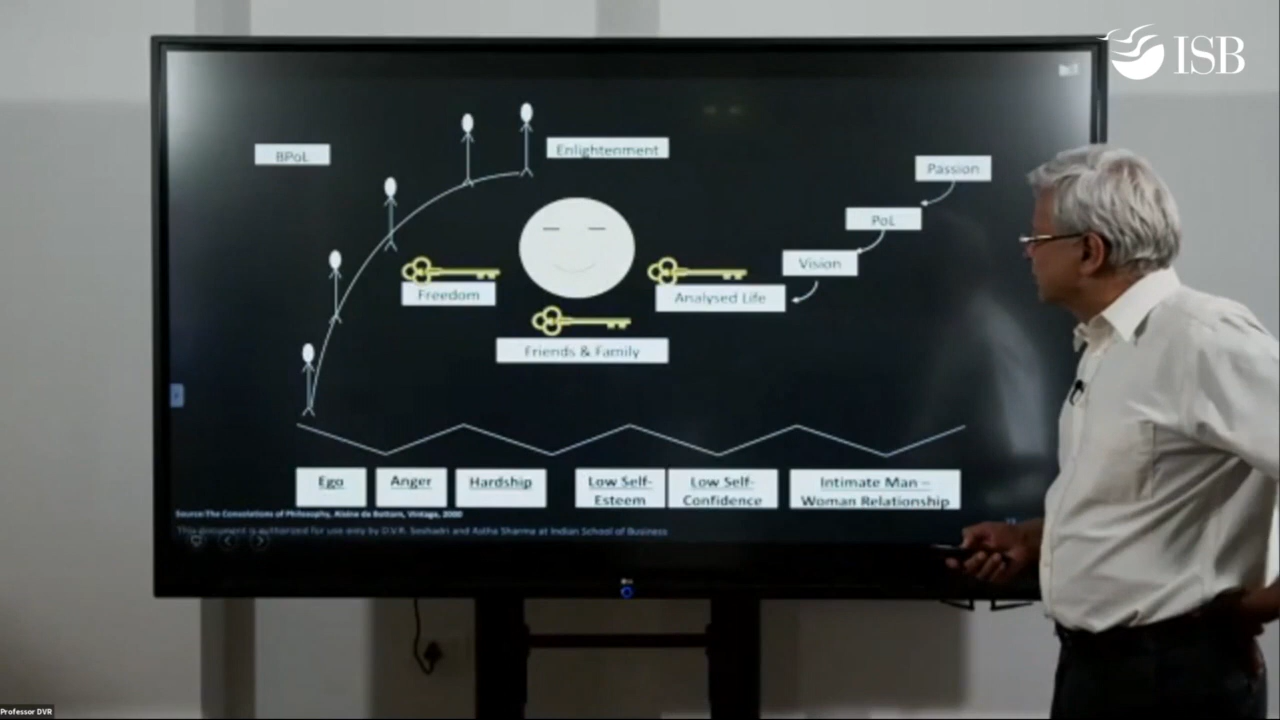 ISB
BPoL
Enlightenment
Passion
PoL
Vision
Freedom
Analysed Life
Friends & Family
Ego
Anger
Hardship
Low Self-
Esteem
Low Self-
Confidence
Intimate Man –
Woman Relationship
Source:The Consolations of Philosophy, Alaine de Bottom, Vintage, 2000
This document is authorized for use only by D.V.R. Seshadri and Astha Sharma at Indian School of Business
Professor DVR